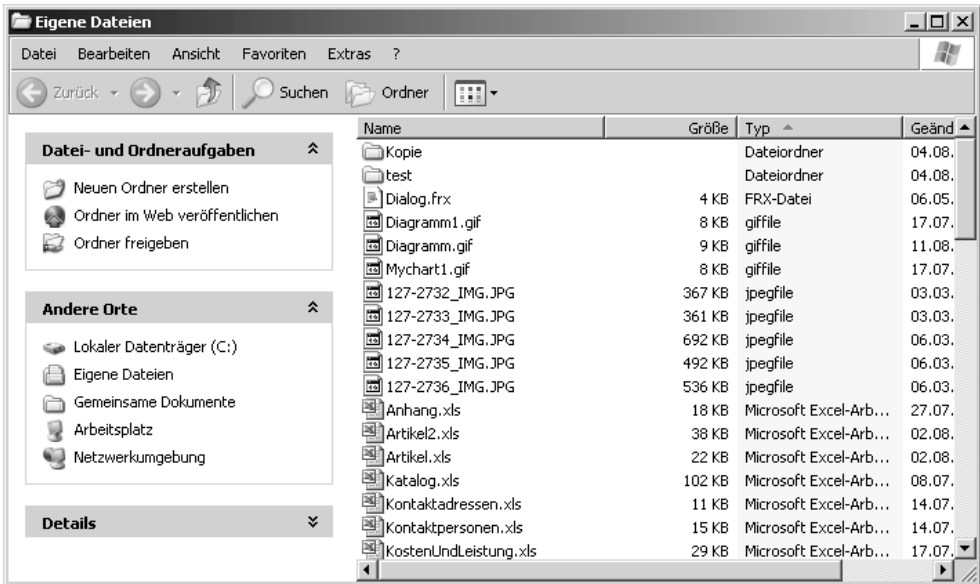 Eigene Dateien
Datei Bearbeiten Ansicht Favoriten Extras ?
Zurück Suchen Ordner
Datei- und Ordneraufgaben
Neuen Ordner erstellen
Ordner im Web veröffentlichen
Ordner freigeben
Andere Orte
Lokaler Datenträger (C:)
Eigene Dateien
Gemeinsame Dokumente
Arbeitsplatz
Netzwerkumgebung
Details
Name Größe Typ Geänd
Kopie Dateiordner 04.08.
test Dateiordner 04.08.
Dialog.frx 4 KB FRX-Datei 06.05.
Diagramm1.gif 8 KB giffile 17.07.
Diagramm.gif 9 KB giffile 11.08.
Mychart1.gif 8 KB giffile 17.07.
127-2732_IMG.JPG 367 KB jpegfile 03.03.
127-2733_IMG.JPG 361 KB jpegfile 03.03.
127-2734_IMG.JPG 692 KB jpegfile 06.03.
127-2735_IMG.JPG 492 KB jpegfile 06.03.
127-2736_IMG.JPG 536 KB jpegfile 06.03.
Anhang.xls 18 KB Microsoft Excel-Arb... 27.07.
Artikel2.xls 38 KB Microsoft Excel-Arb... 02.08.
Artikel.xls 22 KB Microsoft Excel-Arb... 02.08.
Katalog.xls 102 KB Microsoft Excel-Arb... 08.07.
Kontaktadressen.xls 11 KB Microsoft Excel-Arb... 14.07.
Kontaktpersonen.xls 15 KB Microsoft Excel-Arb... 14.07.
KostenUndLeistung.xls 29 KB Microsoft Excel-Arb... 17.07.